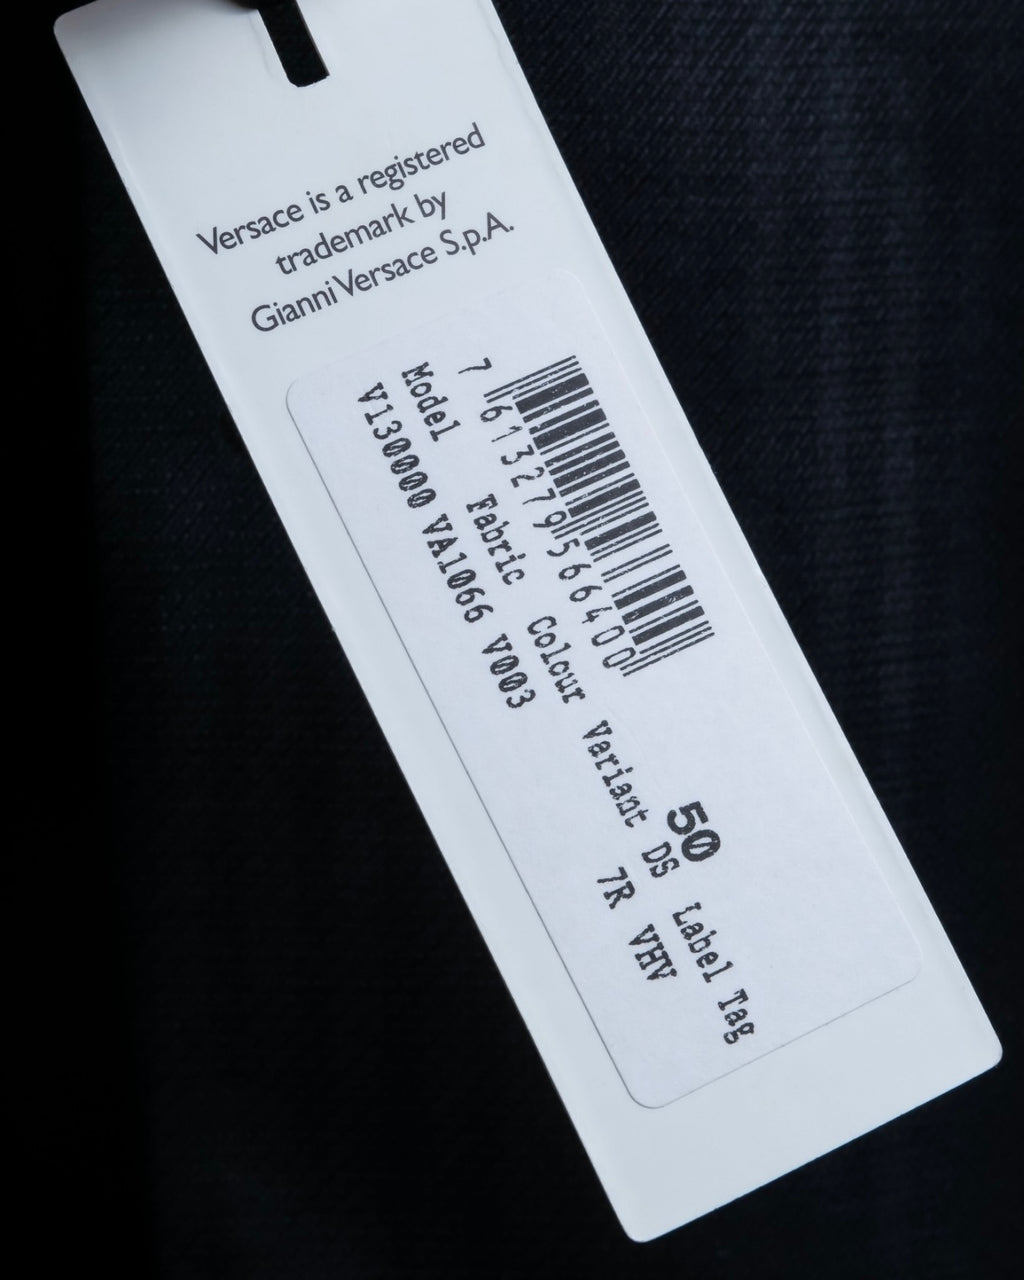 Versace is a registered
trademark by
Gianni Versace S.p.A.
7 613279 566400
50
Model Fabric Colour Variant DS Label Tag
V130000 VA1066 V003 7R VHV